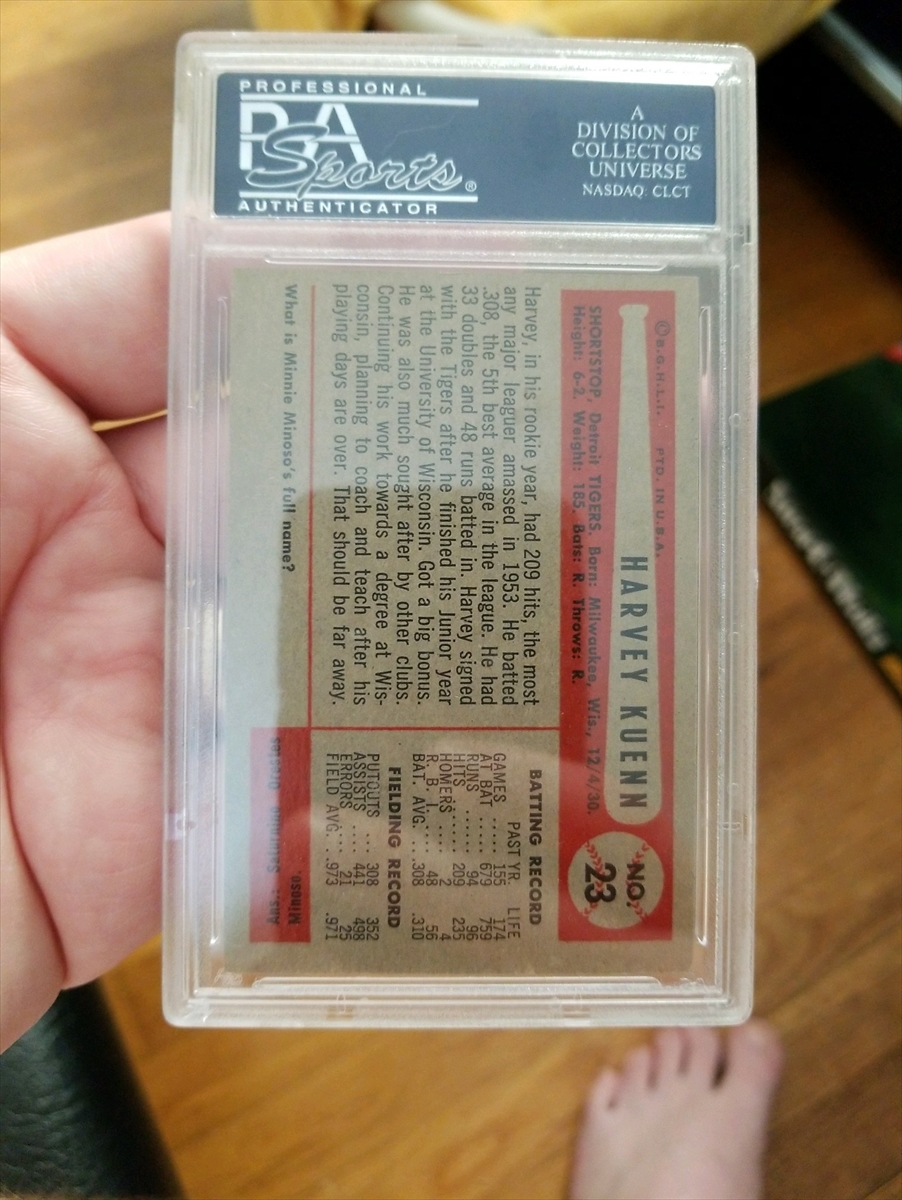 PROFESSIONAL
PSA
Sports®
AUTHENTICATOR
A
DIVISION OF
COLLECTORS
UNIVERSE
NASDAQ: CLCT
© B.G.H.L.I. PTD. IN U.S.A.
HARVEY KUENN
NO.
23
SHORTSTOP, Detroit TIGERS. Born: Milwaukee, Wis., 12/4/30.
Height: 6-2. Weight: 185. Bats: R. Throws: R.
Harvey, in his rookie year, had 209 hits, the most
any major leaguer amassed in 1953. He batted
.308, the 5th best average in the league. He had
33 doubles and 48 runs batted in. Harvey signed
with the Tigers after he finished his Junior year
at the University of Wisconsin. Got a big bonus.
He was also much sought after by other clubs.
Continuing his work towards a degree at Wis-
consin, planning to coach and teach after his
playing days are over. That should be far away.
BATTING RECORD
PAST YR. LIFE
GAMES ..... 155 174
AT BAT .... 679 759
RUNS ...... 94 96
HITS ...... 209 235
HOMERS .... 2 4
R. B. I. ..... 48 56
BAT. AVG. .. .308 .310
FIELDING RECORD
PUTOUTS ... 308 352
ASSISTS .... 441 498
ERRORS .... 21 25
FIELD AVG. .. .973 .971
What is Minnie Minoso's full name?
Ans: Saturnino Orestes
Minoso.